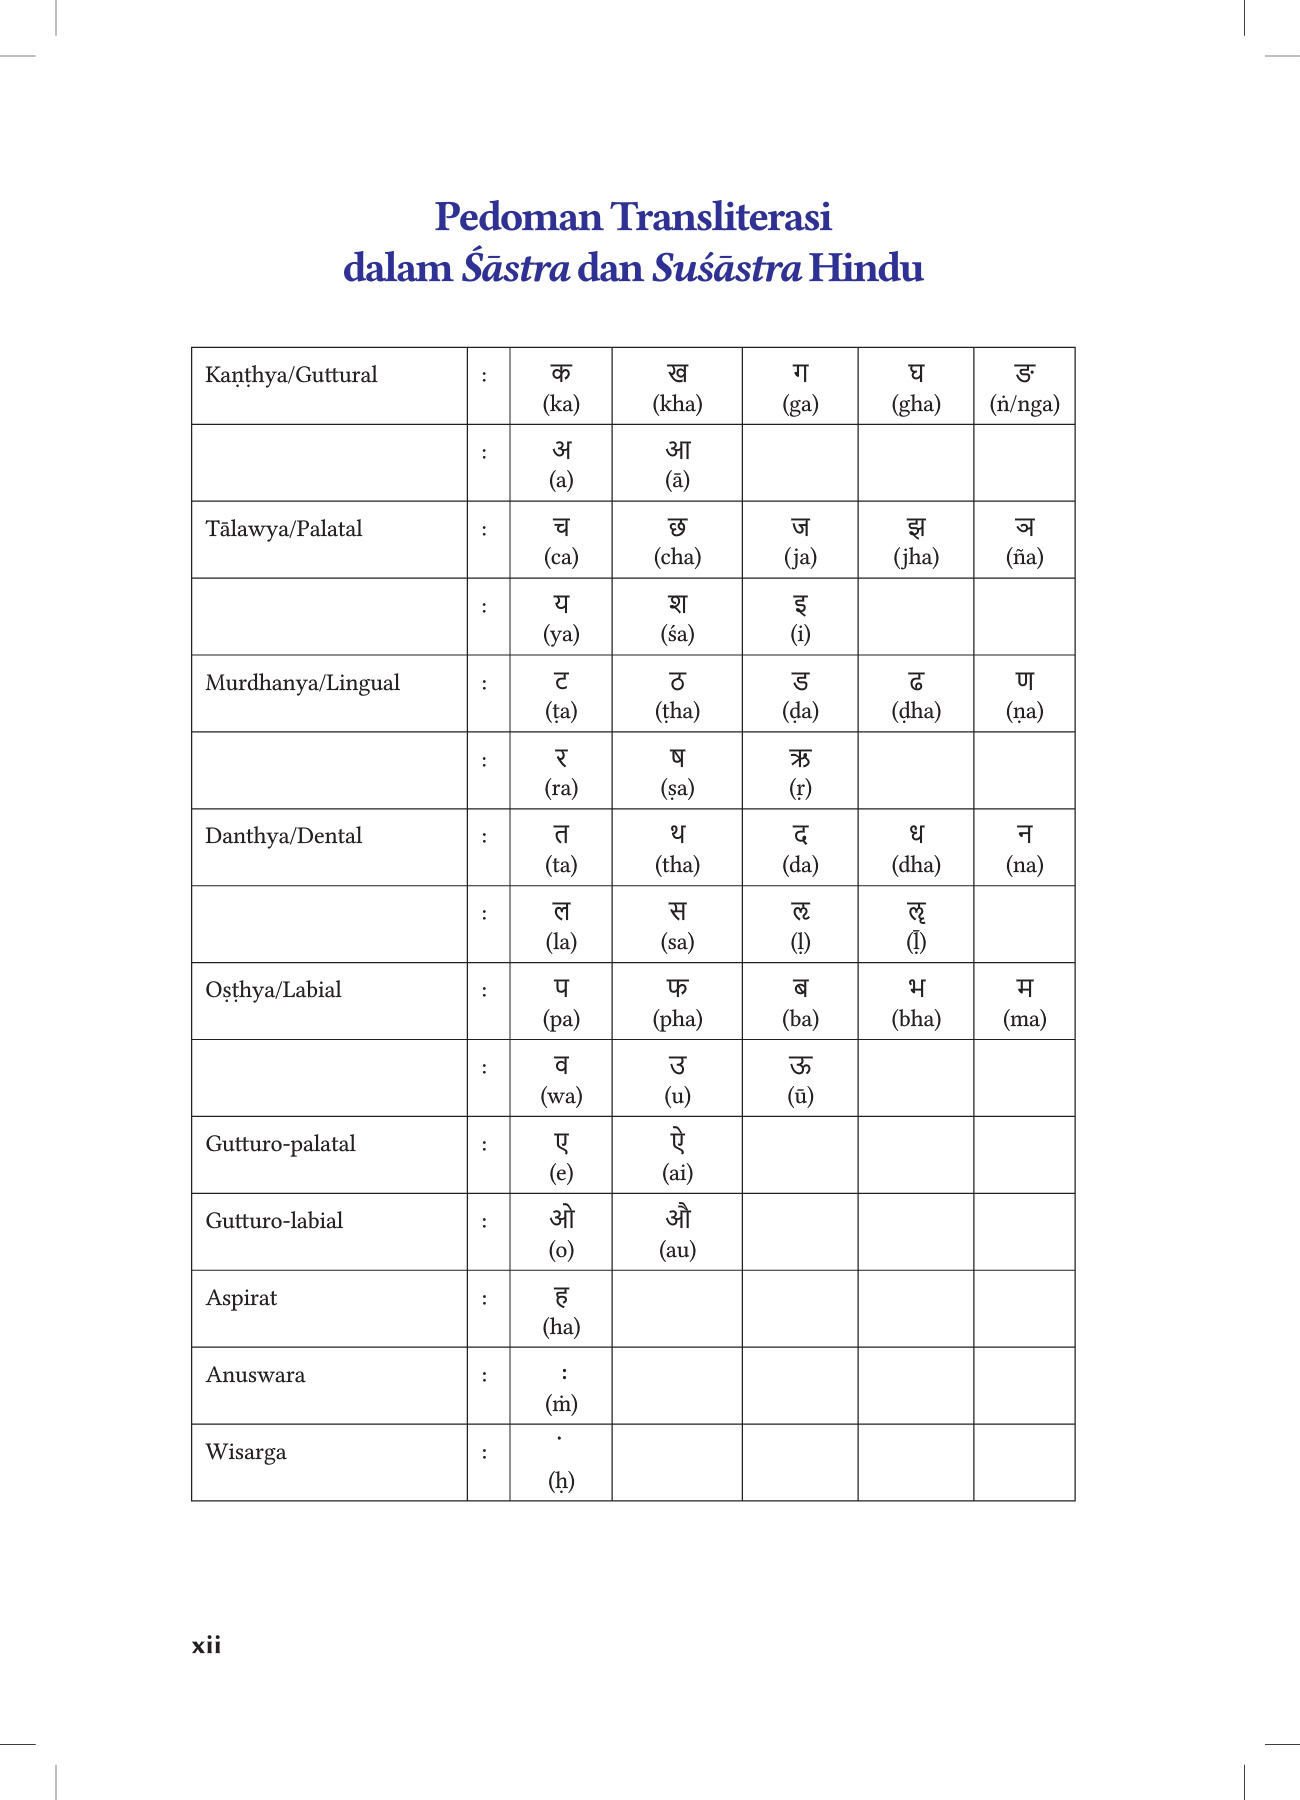 Pedoman Transliterasi
dalam Śāstra dan Suśāstra Hindu
Kaṇṭhya/Guttural : क ख ग घ ङ
(ka) (kha) (ga) (gha) (ṅ/nga)
: अ आ
(a) (ā)
Tālawya/Palatal : च छ ज झ ञ
(ca) (cha) (ja) (jha) (ña)
: य श इ
(ya) (śa) (i)
Murdhanya/Lingual : ट ठ ड ढ ण
(ṭa) (ṭha) (ḍa) (ḍha) (ṇa)
: र ष ऋ
(ra) (ṣa) (ṛ)
Danthya/Dental : त थ द ध न
(ta) (tha) (da) (dha) (na)
: ल स ऌ ॡ
(la) (sa) (ḷ) (ḹ)
Oṣṭhya/Labial : प फ ब भ म
(pa) (pha) (ba) (bha) (ma)
: व उ ऊ
(wa) (u) (ū)
Gutturo-palatal : ए ऐ
(e) (ai)
Gutturo-labial : ओ औ
(o) (au)
Aspirat : ह
(ha)
Anuswara : :
(ṁ)
Wisarga : ˙
(ḥ)
xii